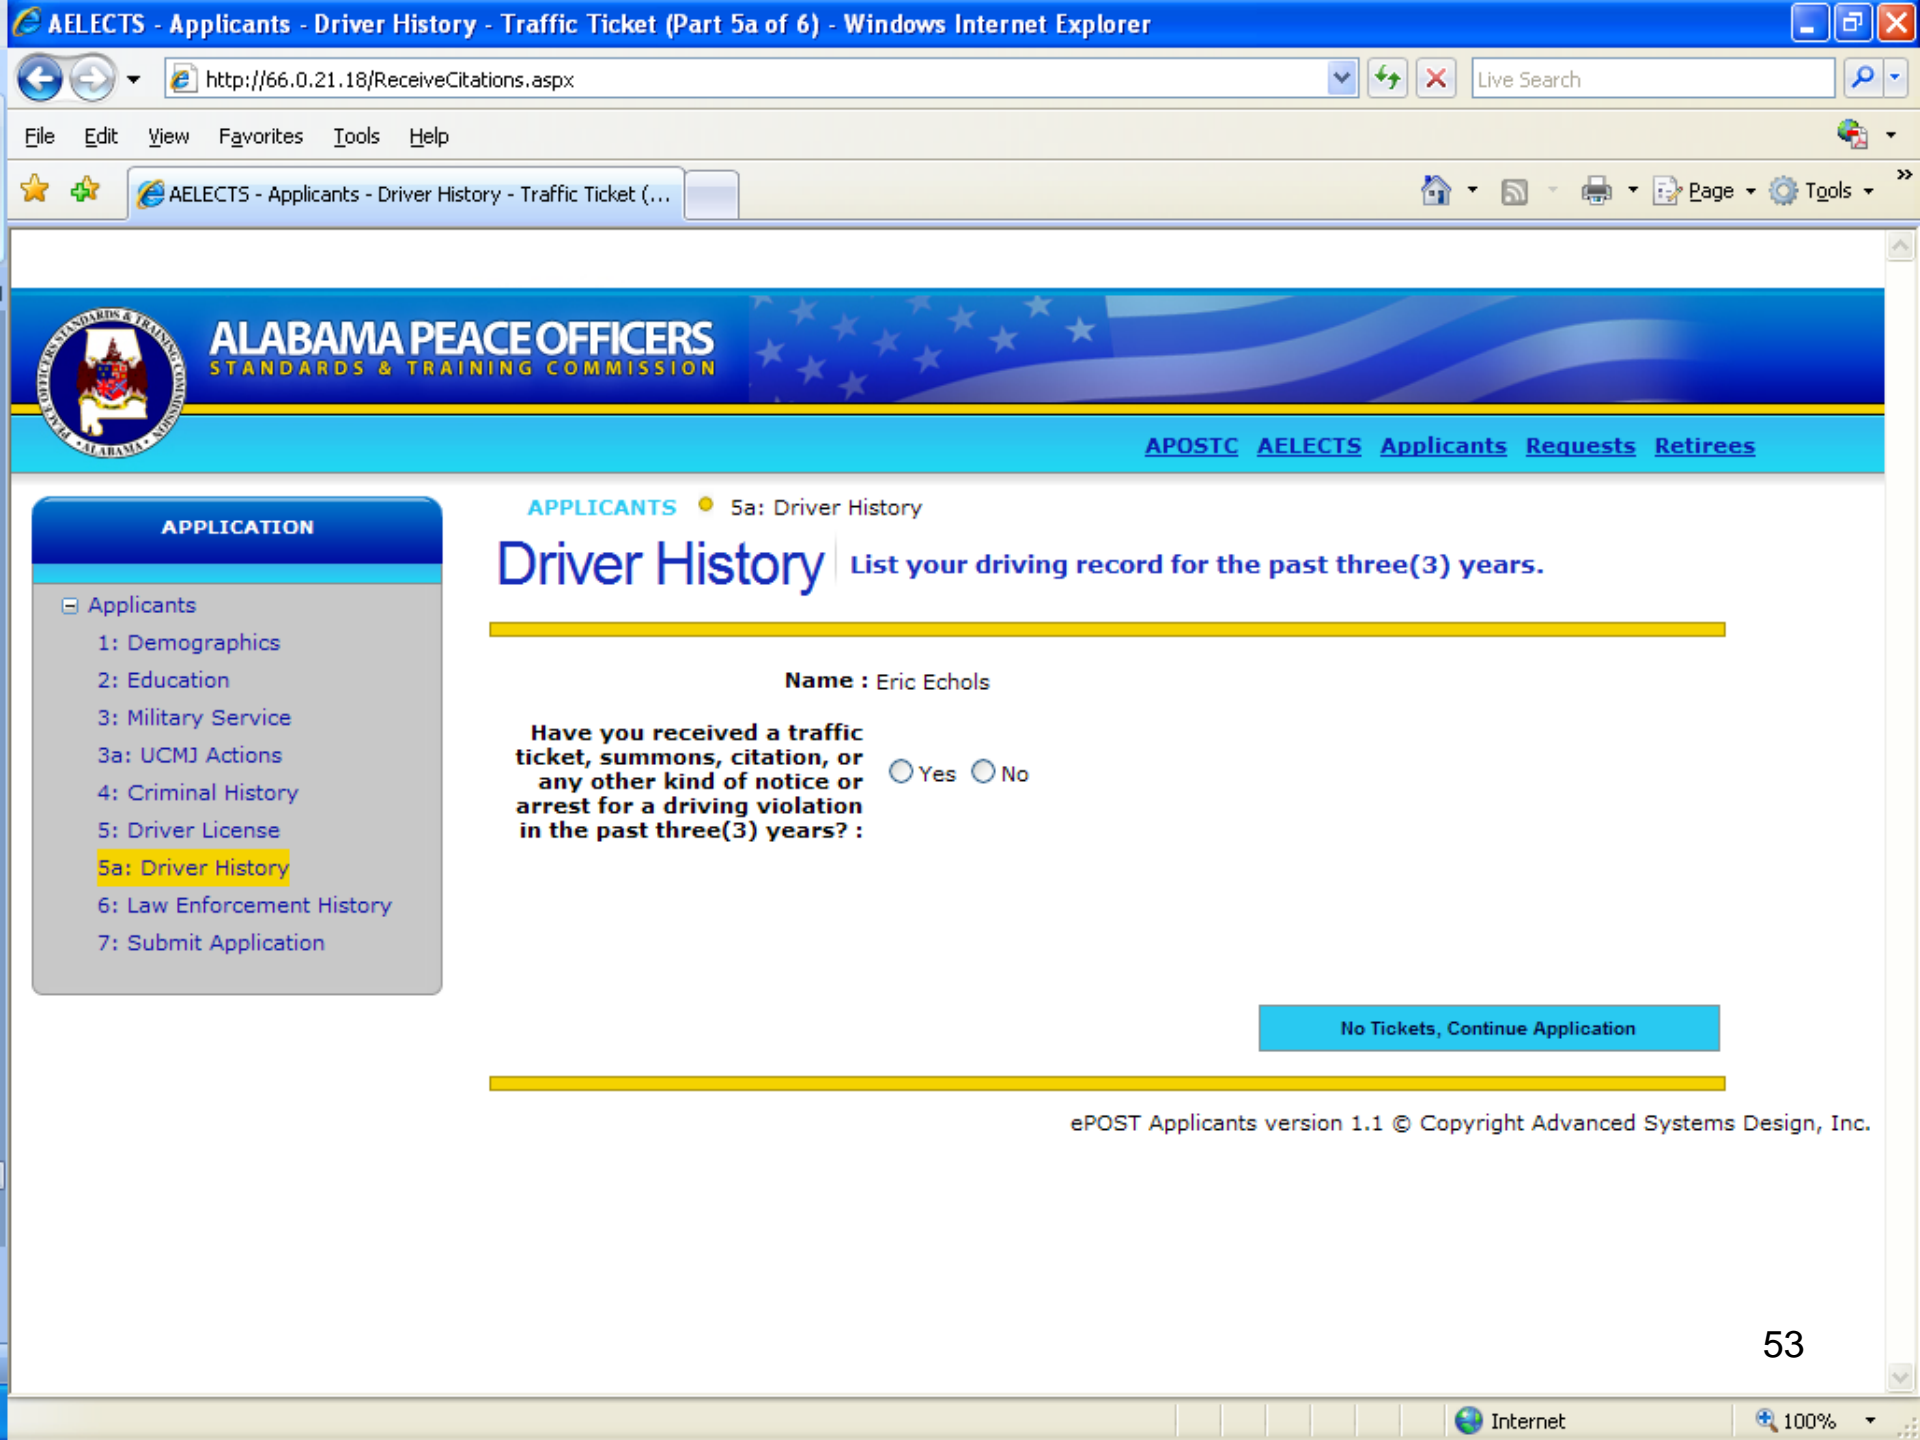 AELECTS - Applicants - Driver History - Traffic Ticket (Part 5a of 6) - Windows Internet Explorer
http://66.0.21.18/ReceiveCitations.aspx
Live Search
File Edit View Favorites Tools Help
AELECTS - Applicants - Driver History - Traffic Ticket (...
Page Tools
PEACE OFFICERS STANDARDS & TRAINING COMMISSION
ALABAMA
ALABAMA PEACE OFFICERS
STANDARDS & TRAINING COMMISSION
APOSTC AELECTS Applicants Requests Retirees
APPLICATION
Applicants
1: Demographics
2: Education
3: Military Service
3a: UCMJ Actions
4: Criminal History
5: Driver License
5a: Driver History
6: Law Enforcement History
7: Submit Application
APPLICANTS 5a: Driver History
Driver History List your driving record for the past three(3) years.
Name : Eric Echols
Have you received a traffic
ticket, summons, citation, or
any other kind of notice or
arrest for a driving violation
in the past three(3) years? :
Yes No
No Tickets, Continue Application
ePOST Applicants version 1.1 © Copyright Advanced Systems Design, Inc.
53
Internet
100%